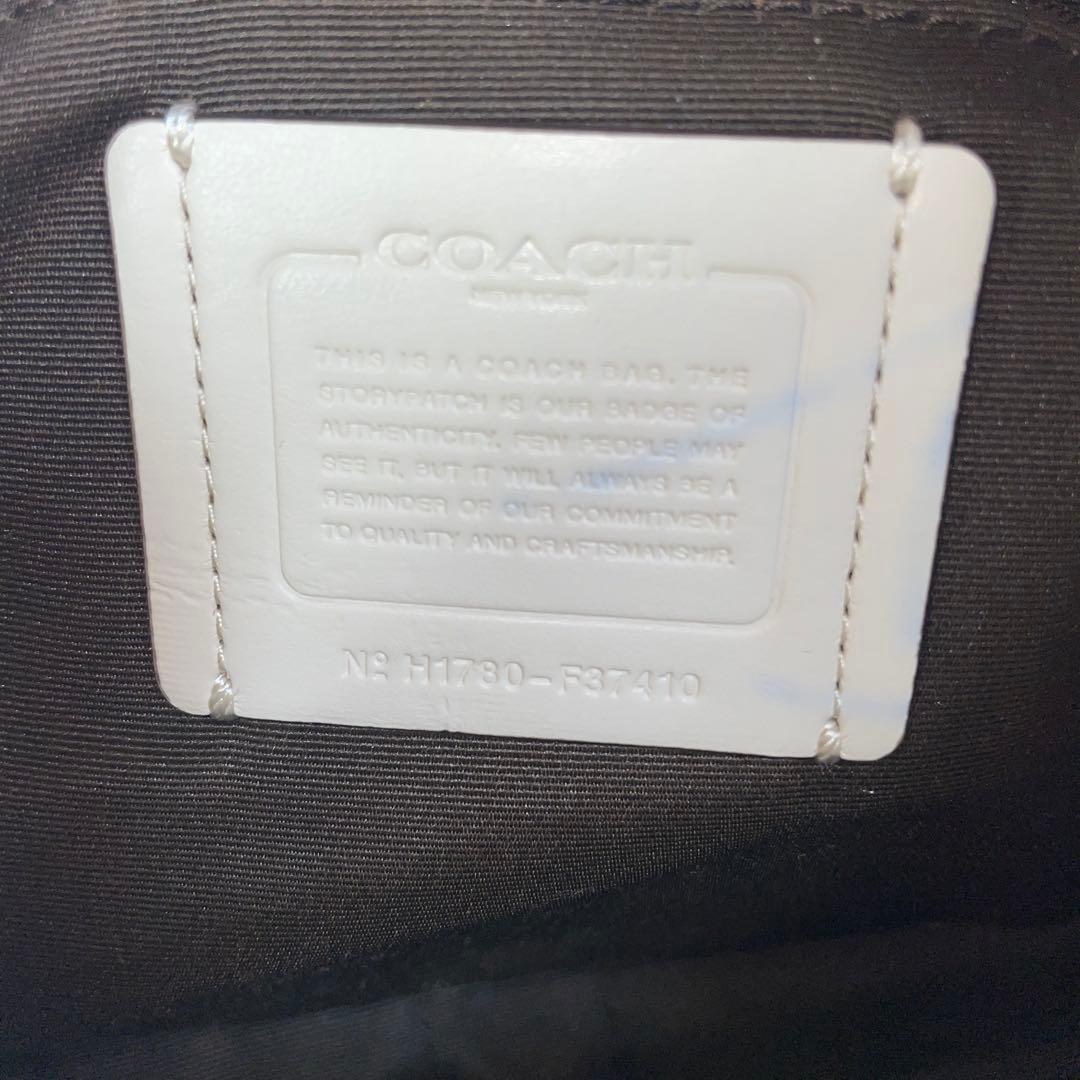 COACH
NEW YORK
THIS IS A COACH BAG. THE
STORYPATCH IS OUR BADGE OF
AUTHENTICITY. FEW PEOPLE MAY
SEE IT, BUT IT WILL ALWAYS BE A
REMINDER OF OUR COMMITMENT
TO QUALITY AND CRAFTSMANSHIP.
Nº H1780-F37410